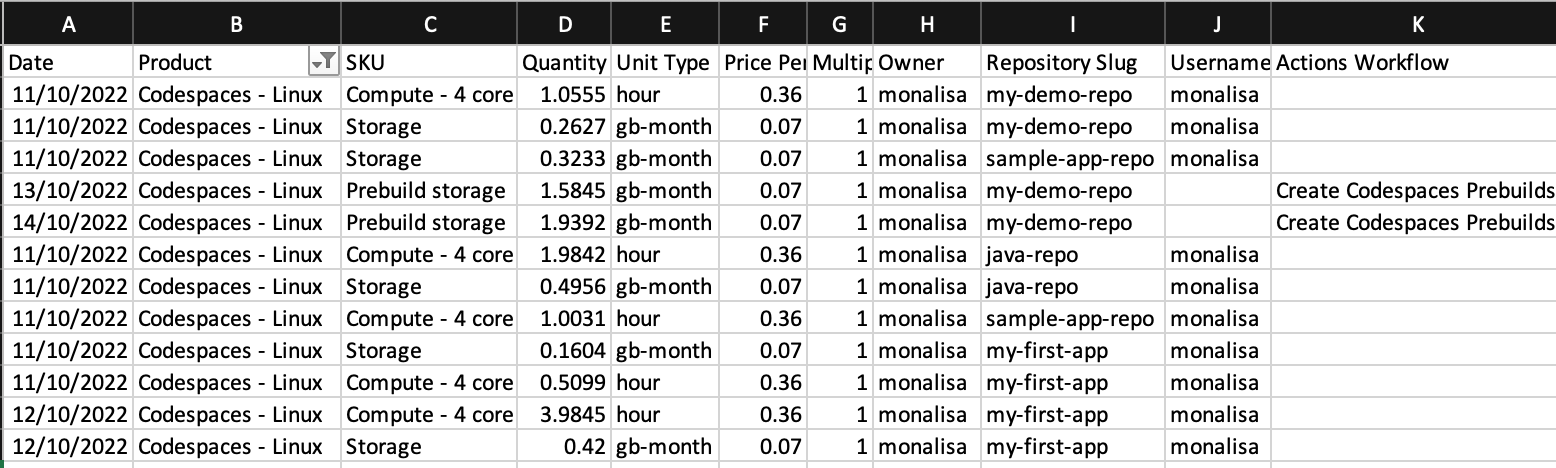 A B C D E F G H I J K
Date Product SKU Quantity Unit Type Price Per Multip Owner Repository Slug Username Actions Workflow
11/10/2022 Codespaces - Linux Compute - 4 core 1.0555 hour 0.36 1 monalisa my-demo-repo monalisa
11/10/2022 Codespaces - Linux Storage 0.2627 gb-month 0.07 1 monalisa my-demo-repo monalisa
11/10/2022 Codespaces - Linux Storage 0.3233 gb-month 0.07 1 monalisa sample-app-repo monalisa
13/10/2022 Codespaces - Linux Prebuild storage 1.5845 gb-month 0.07 1 monalisa my-demo-repo Create Codespaces Prebuilds
14/10/2022 Codespaces - Linux Prebuild storage 1.9392 gb-month 0.07 1 monalisa my-demo-repo Create Codespaces Prebuilds
11/10/2022 Codespaces - Linux Compute - 4 core 1.9842 hour 0.36 1 monalisa java-repo monalisa
11/10/2022 Codespaces - Linux Storage 0.4956 gb-month 0.07 1 monalisa java-repo monalisa
11/10/2022 Codespaces - Linux Compute - 4 core 1.0031 hour 0.36 1 monalisa sample-app-repo monalisa
11/10/2022 Codespaces - Linux Storage 0.1604 gb-month 0.07 1 monalisa my-first-app monalisa
11/10/2022 Codespaces - Linux Compute - 4 core 0.5099 hour 0.36 1 monalisa my-first-app monalisa
12/10/2022 Codespaces - Linux Compute - 4 core 3.9845 hour 0.36 1 monalisa my-first-app monalisa
12/10/2022 Codespaces - Linux Storage 0.42 gb-month 0.07 1 monalisa my-first-app monalisa